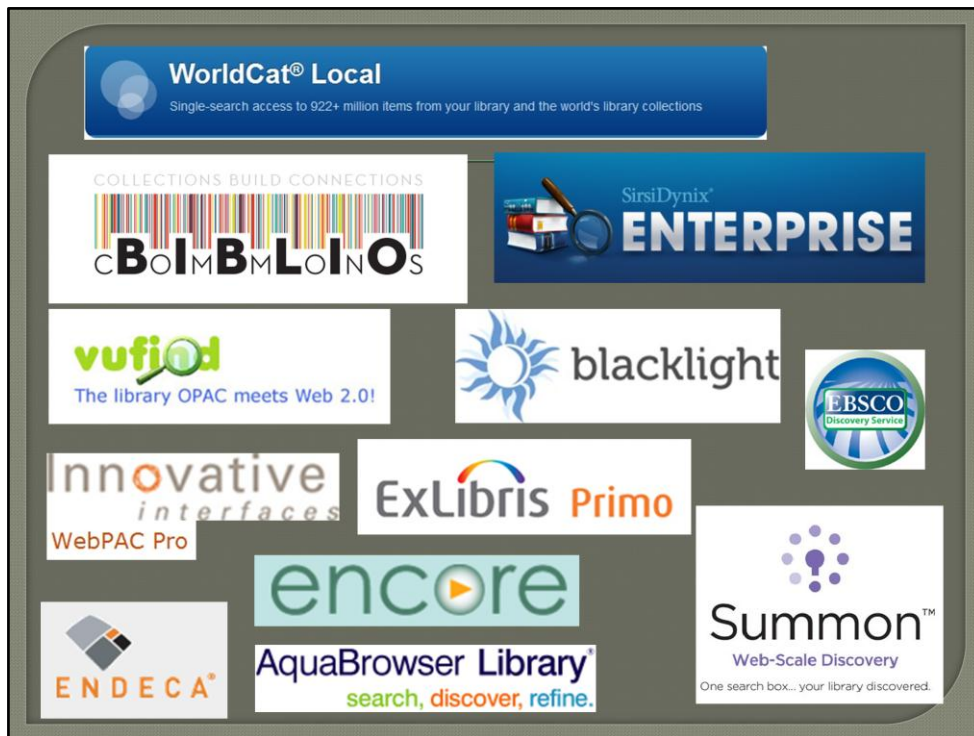 WorldCat® Local
Single-search access to 922+ million items from your library and the world's library collections
COLLECTIONS BUILD CONNECTIONS
CBOIMBMLOINOS
SirsiDynix®
ENTERPRISE
vufind
The library OPAC meets Web 2.0!
blacklight
EBSCO
Discovery Service
Innovative
interfaces
WebPAC Pro
ExLibris Primo
encore
Summon™
Web-Scale Discovery
One search box... your library discovered.
ENDECA®
AquaBrowser Library®
search, discover, refine.